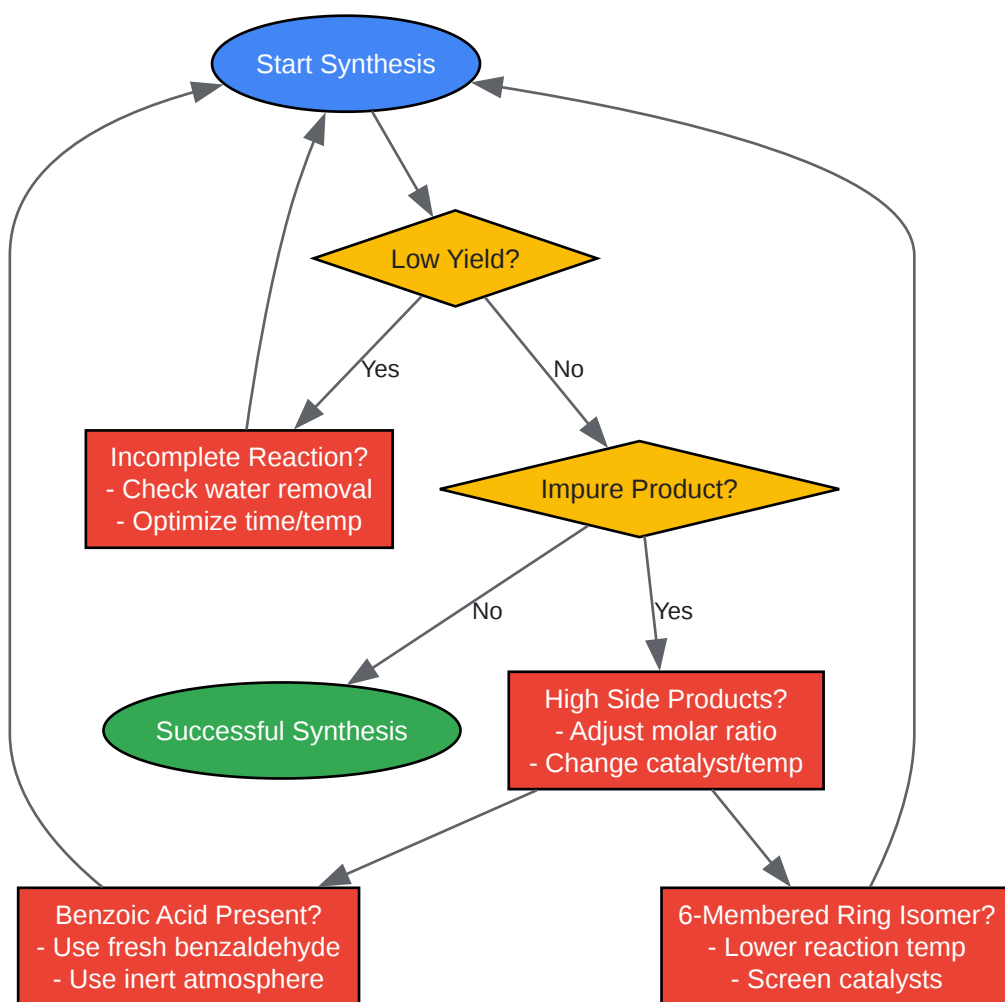 Start Synthesis
Low Yield?
Yes
No
Incomplete Reaction?
- Check water removal
- Optimize time/temp
Impure Product?
No
Yes
Successful Synthesis
High Side Products?
- Adjust molar ratio
- Change catalyst/temp
Benzoic Acid Present?
- Use fresh benzaldehyde
- Use inert atmosphere
6-Membered Ring Isomer?
- Lower reaction temp
- Screen catalysts